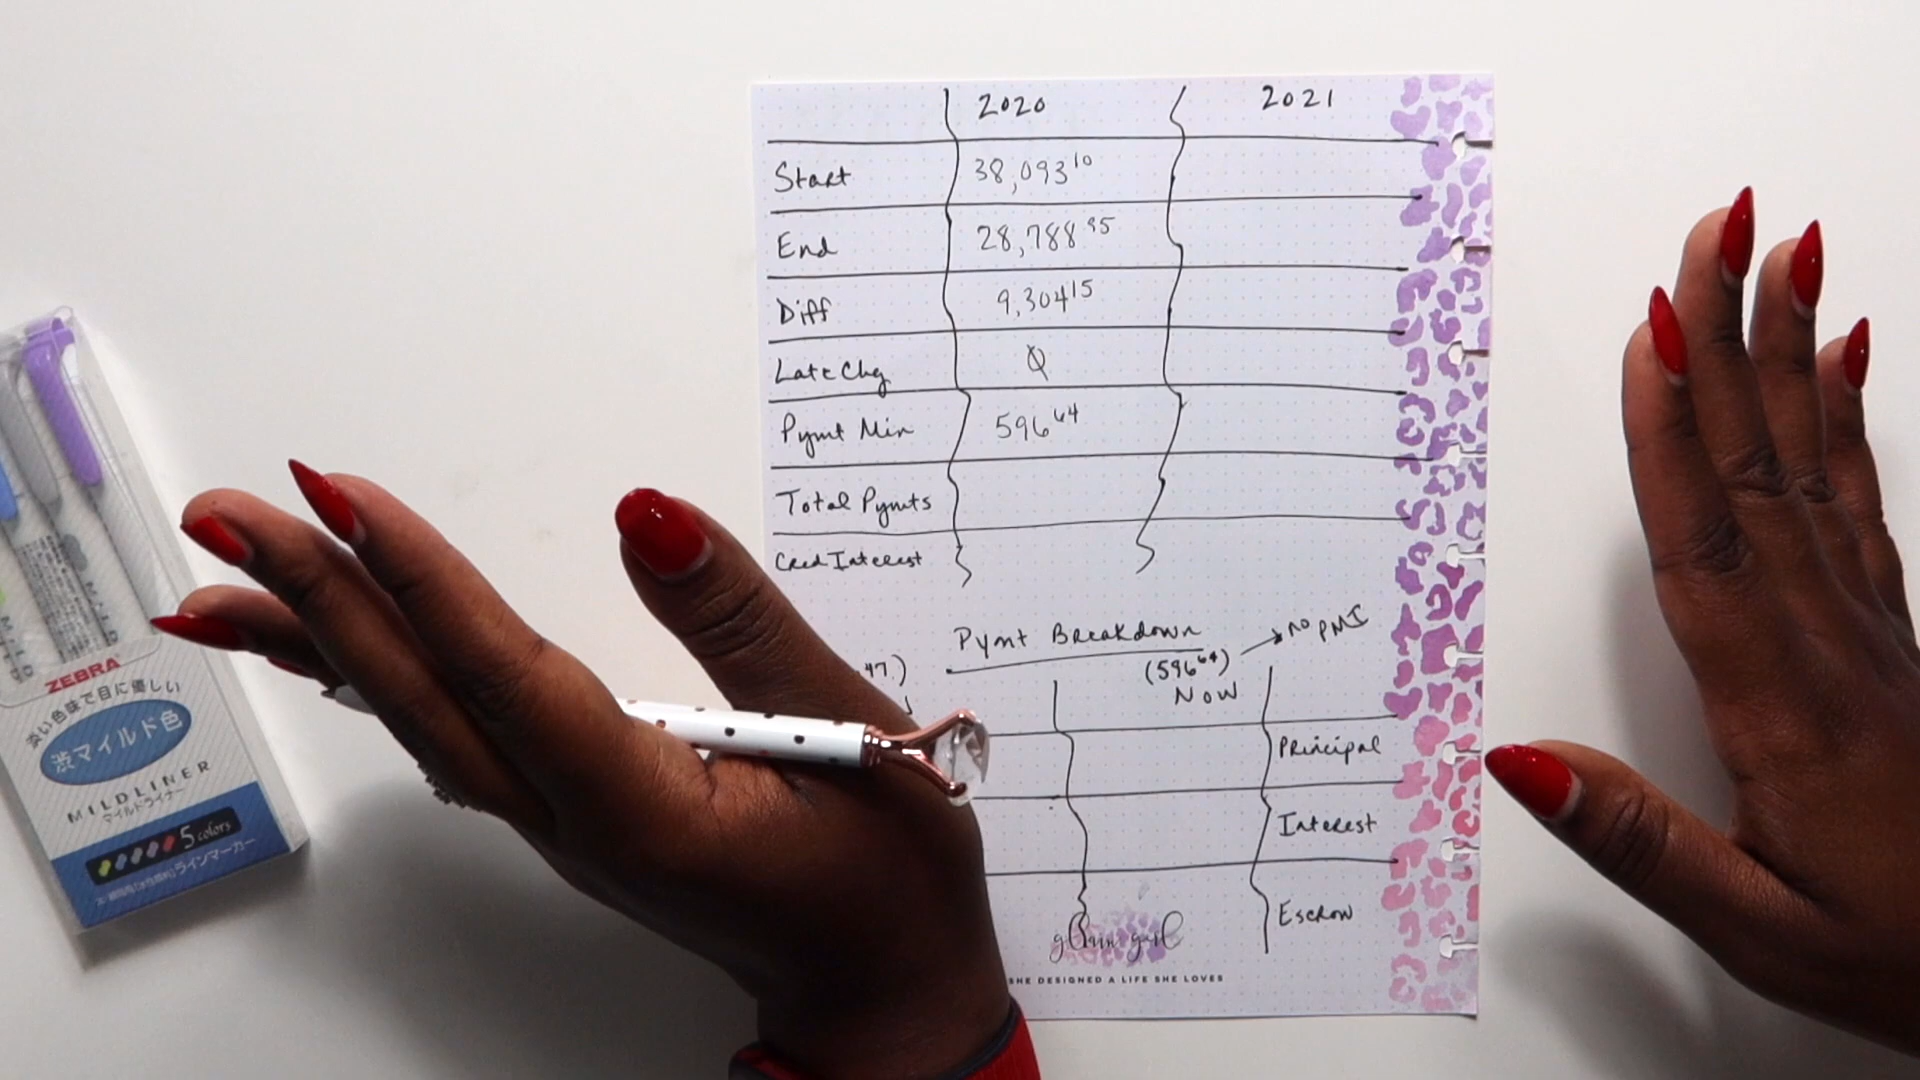 2020 2021
Start 38,093¹⁰
End 28,788⁹⁵
Diff 9,304¹⁵
Late Chg Ø
Pymt Min 596⁶⁴
Total Pymts
Cred Interest
Pymt Breakdown
47.) (596⁶⁴) → no PMI
Now
Principal
Interest
Escrow
glam girl
SHE DESIGNED A LIFE SHE LOVES
ZEBRA
淡い色味で目に優しい
渋マイルド色
MILDLINER
マイルドライナー
5 colors
ラインマーカー